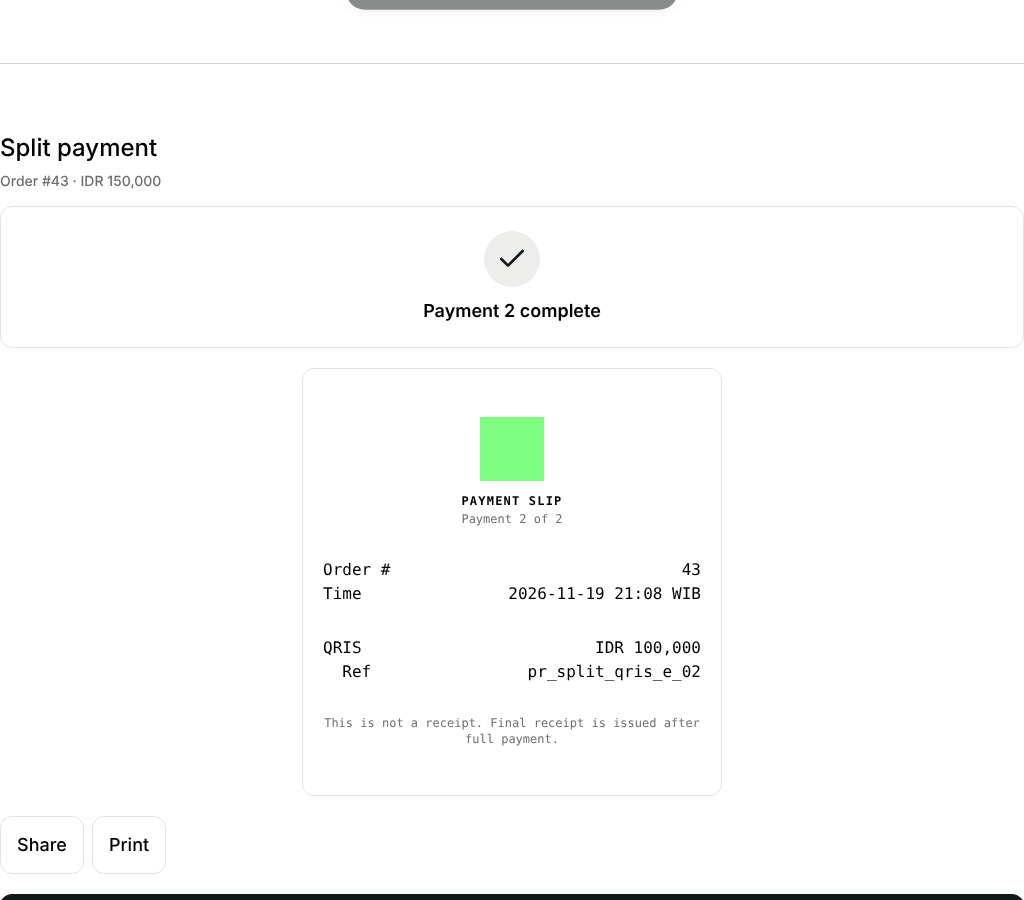 Split payment
Order #43 · IDR 150,000
Payment 2 complete
PAYMENT SLIP
Payment 2 of 2
Order # 43
Time 2026-11-19 21:08 WIB
QRIS IDR 100,000
Ref pr_split_qris_e_02
This is not a receipt. Final receipt is issued after
full payment.
Share Print